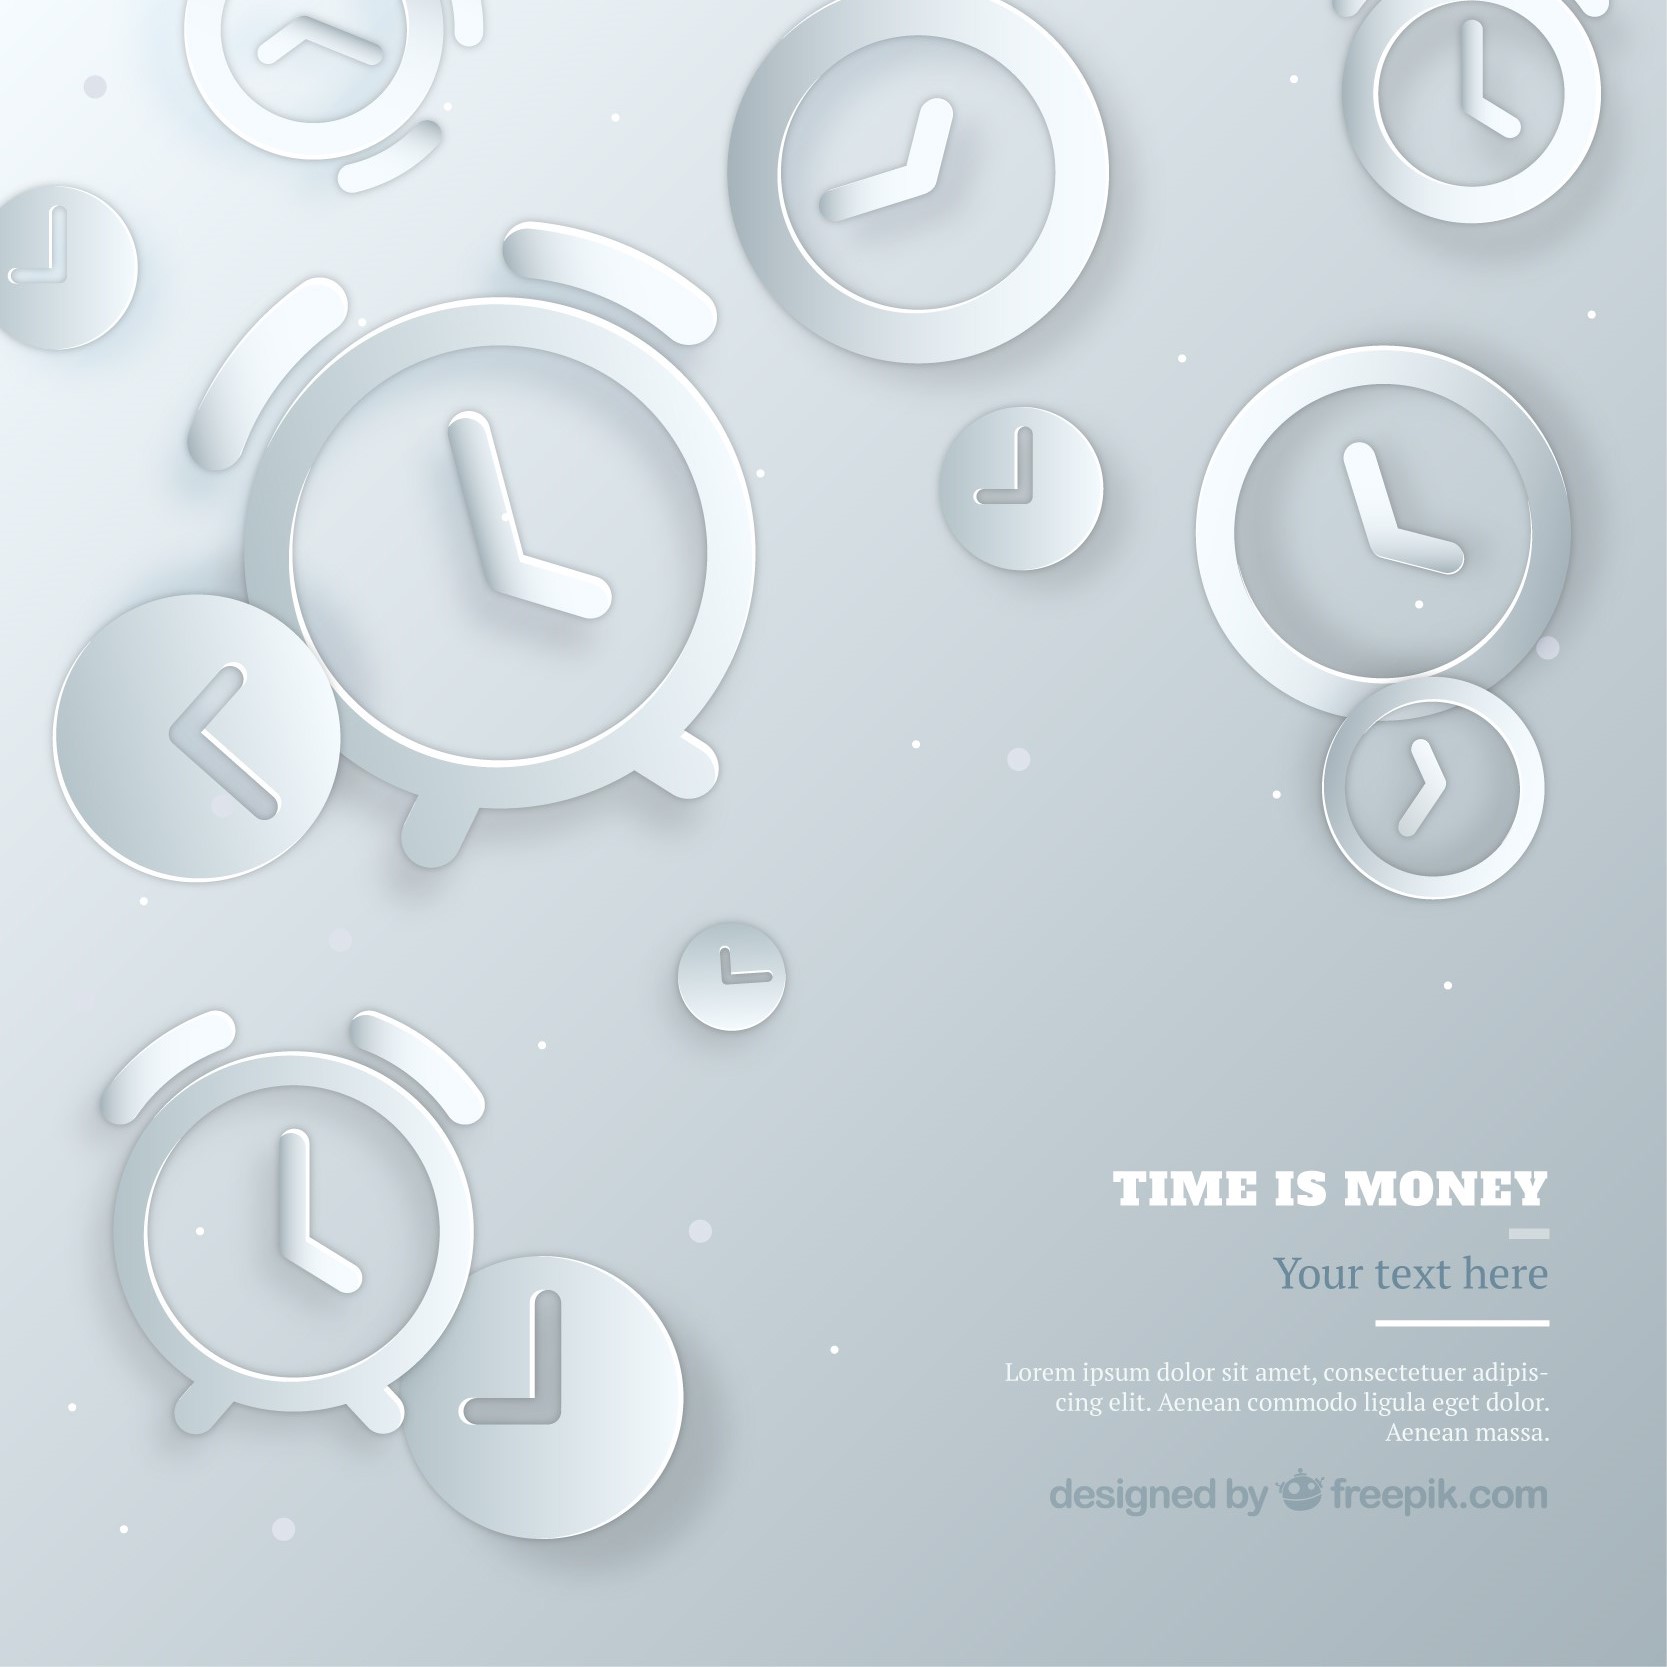 TIME IS MONEY
Your text here
Lorem ipsum dolor sit amet, consectetuer adipis-
cing elit. Aenean commodo ligula eget dolor.
Aenean massa.
designed by freepik.com